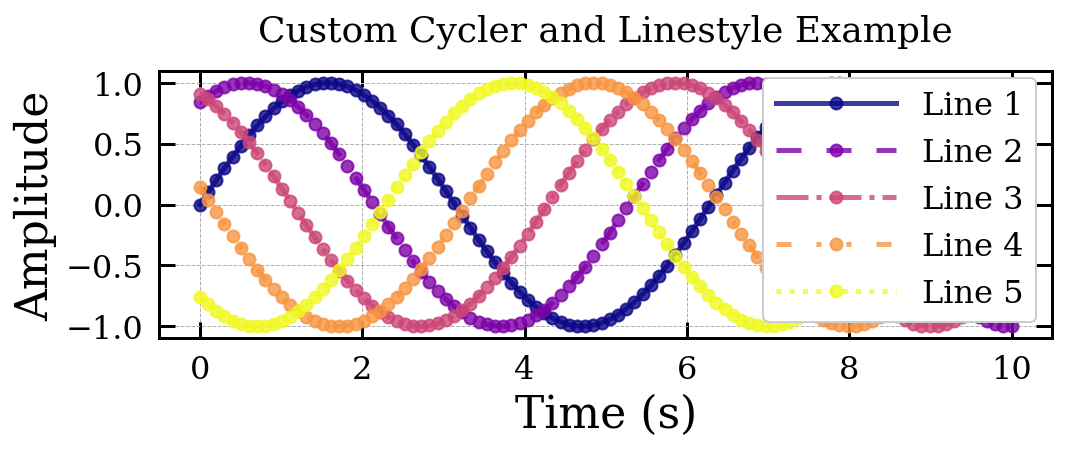 Custom Cycler and Linestyle Example
Amplitude
1.0
0.5
0.0
−0.5
−1.0
Line 1
Line 2
Line 3
Line 4
Line 5
0 2 4 6 8 10
Time (s)